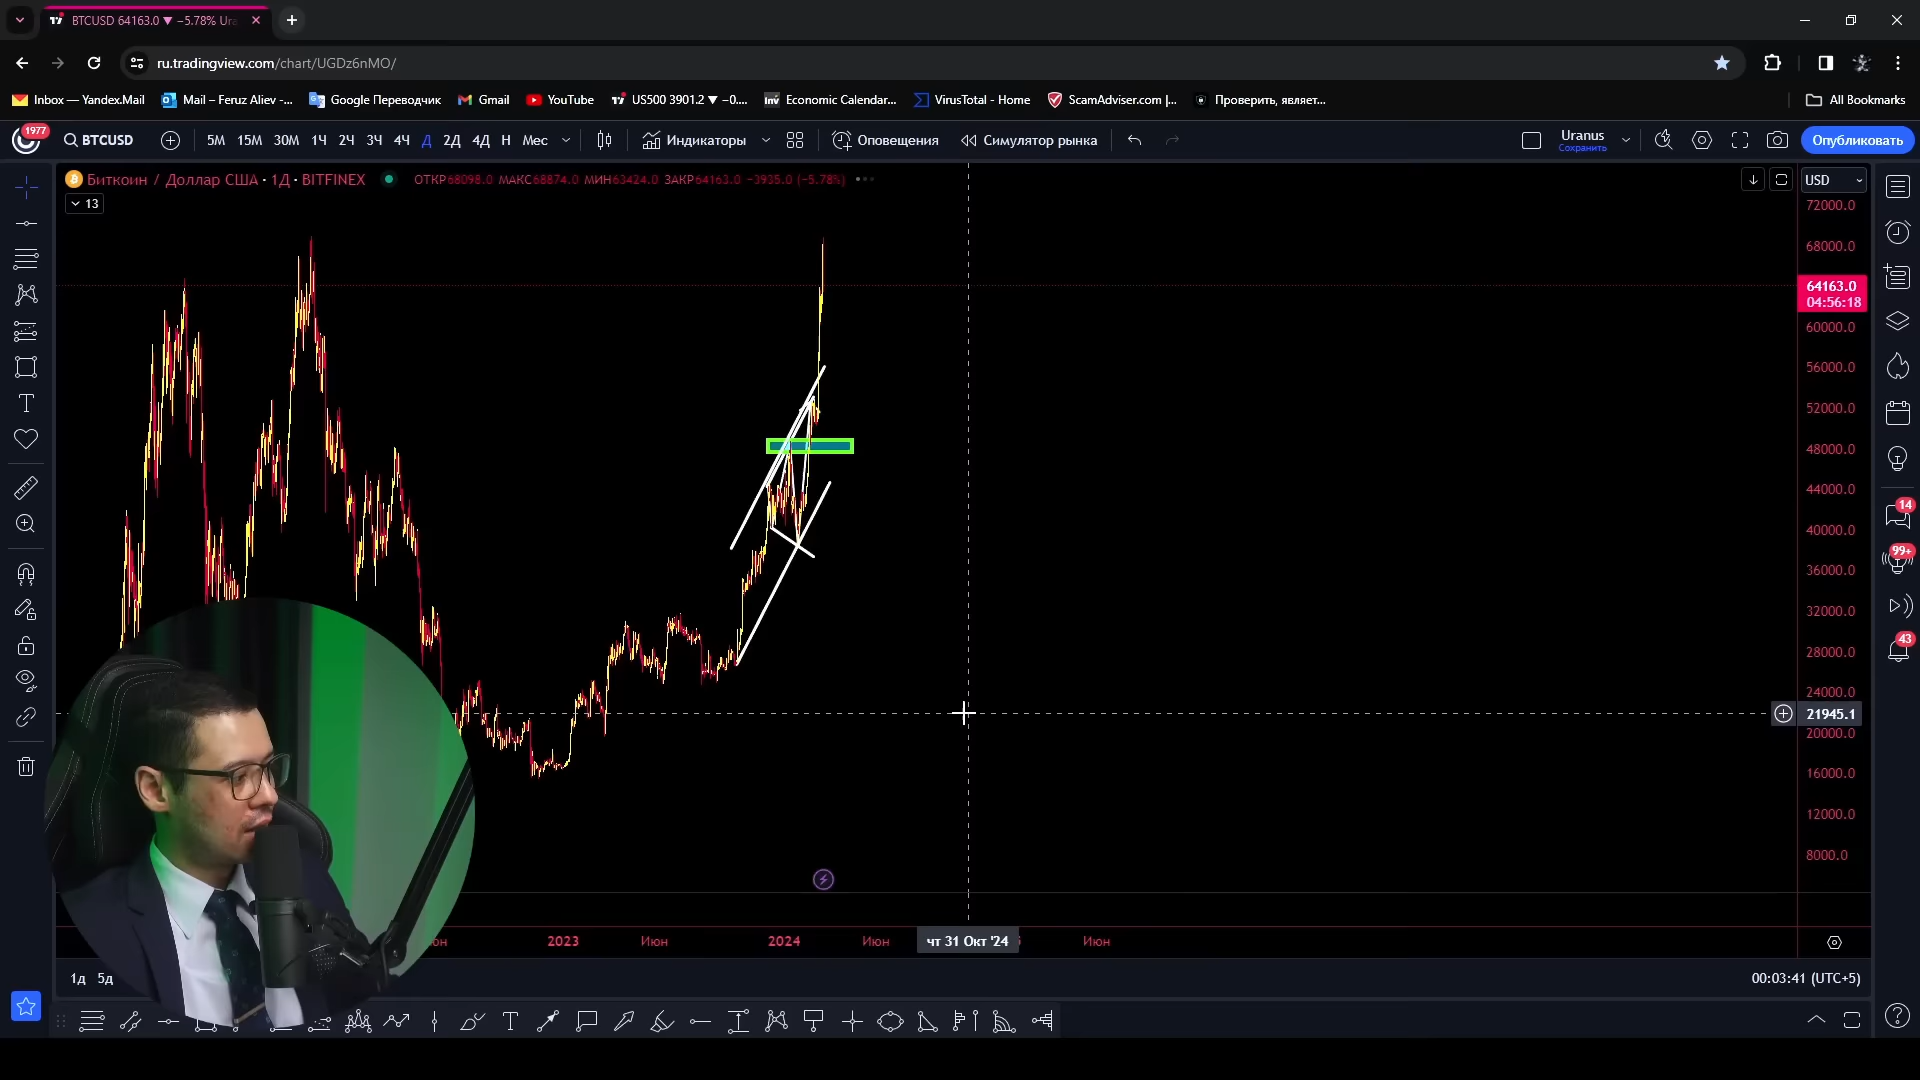 BTCUSD 64163.0 ▼ −5.78% Ura
ru.tradingview.com/chart/UGDz6nMO/
Inbox — Yandex.Mail
Mail – Feruz Aliev -...
Google Переводчик
Gmail
YouTube
US500 3901.2 ▼ −0....
Economic Calendar...
VirusTotal - Home
ScamAdviser.com |...
Проверить, являет...
All Bookmarks
1977
BTCUSD
5М 15М 30М 1Ч 2Ч 3Ч 4Ч Д 2Д 4Д Н Мес
Индикаторы
Оповещения
Симулятор рынка
Uranus
Сохранить
Опубликовать
Биткоин / Доллар США · 1Д · BITFINEX
ОТКР68098.0 МАКС68874.0 МИН63424.0 ЗАКР64163.0 −3935.0 (−5.78%)
13
USD
72000.0
68000.0
64163.0
04:56:18
60000.0
56000.0
52000.0
48000.0
44000.0
40000.0
36000.0
32000.0
28000.0
24000.0
21945.1
20000.0
16000.0
12000.0
8000.0
14
99+
43
2023 Июн 2024 Июн чт 31 Окт '24 Июн
1д 5д
00:03:41 (UTC+5)